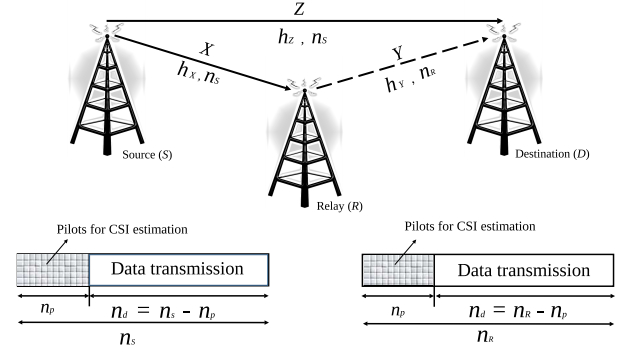 Z
h_Z , n_S
X
h_X , n_S
Y
h_Y , n_R
Source (S)
Relay (R)
Destination (D)
Pilots for CSI estimation
Data transmission
n_p
n_d = n_s - n_p
n_S
Pilots for CSI estimation
Data transmission
n_p
n_d = n_R - n_p
n_R